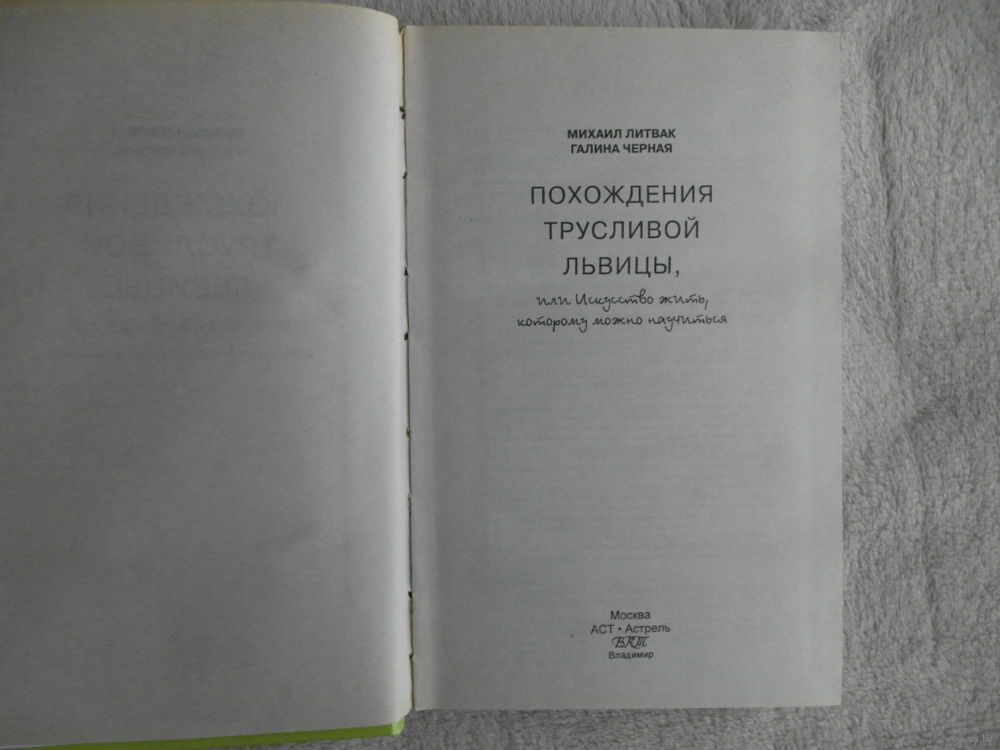 МИХАИЛ ЛИТВАК
ГАЛИНА ЧЕРНАЯ
ПОХОЖДЕНИЯ
ТРУСЛИВОЙ
ЛЬВИЦЫ,
или Искусство жить,
которому можно научиться
Москва
АСТ • Астрель
ВКТ
Владимир